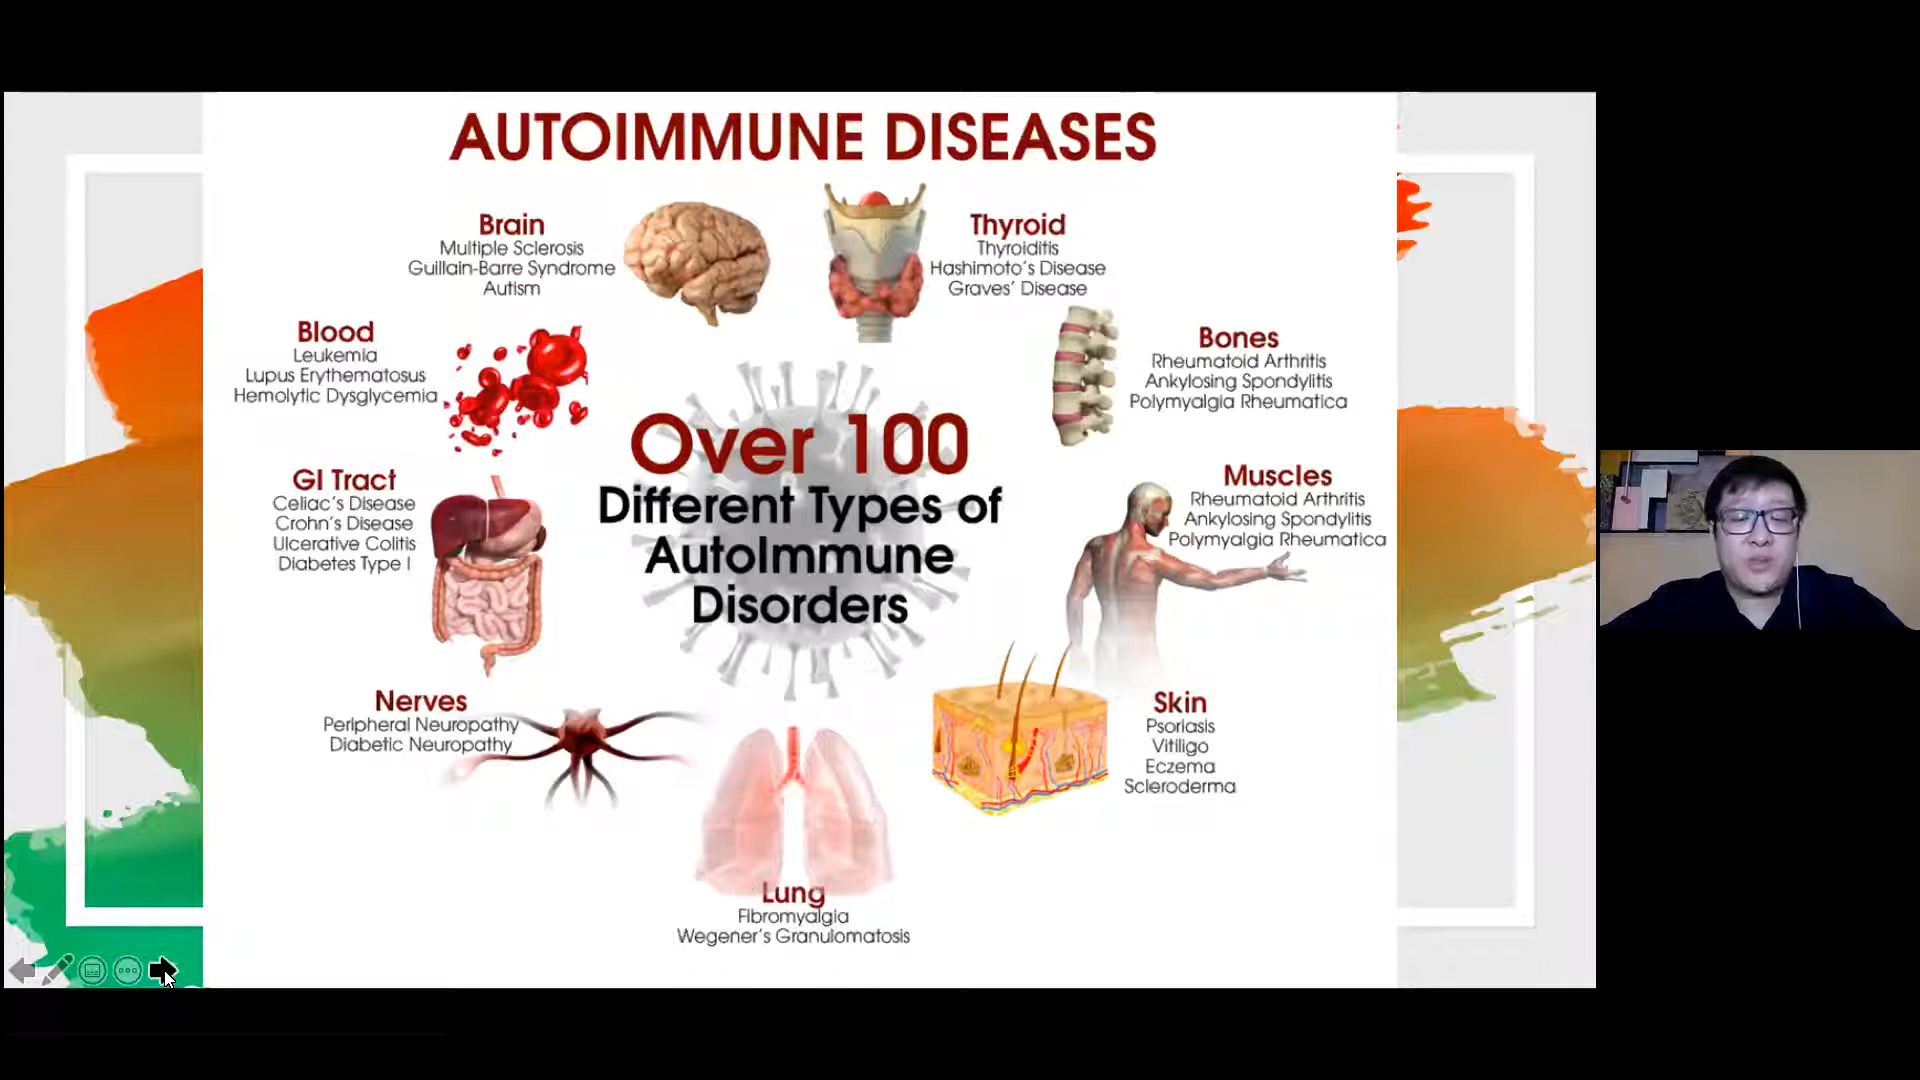 AUTOIMMUNE DISEASES
Brain
Multiple Sclerosis
Guillain-Barre Syndrome
Autism
Thyroid
Thyroiditis
Hashimoto's Disease
Graves' Disease
Blood
Leukemia
Lupus Erythematosus
Hemolytic Dysglycemia
Bones
Rheumatoid Arthritis
Ankylosing Spondylitis
Polymyalgia Rheumatica
Over 100
Different Types of
AutoImmune
Disorders
GI Tract
Celiac's Disease
Crohn's Disease
Ulcerative Colitis
Diabetes Type I
Muscles
Rheumatoid Arthritis
Ankylosing Spondylitis
Polymyalgia Rheumatica
Nerves
Peripheral Neuropathy
Diabetic Neuropathy
Skin
Psoriasis
Vitiligo
Eczema
Scleroderma
Lung
Fibromyalgia
Wegener's Granulomatosis